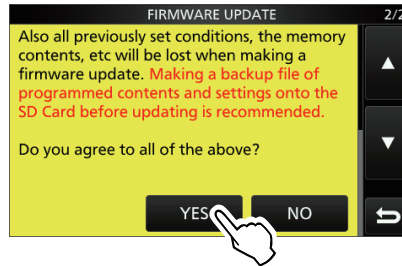 FIRMWARE UPDATE 2/2
Also all previously set conditions, the memory
contents, etc will be lost when making a
firmware update. Making a backup file of
programmed contents and settings onto the
SD Card before updating is recommended.
Do you agree to all of the above?
YES NO